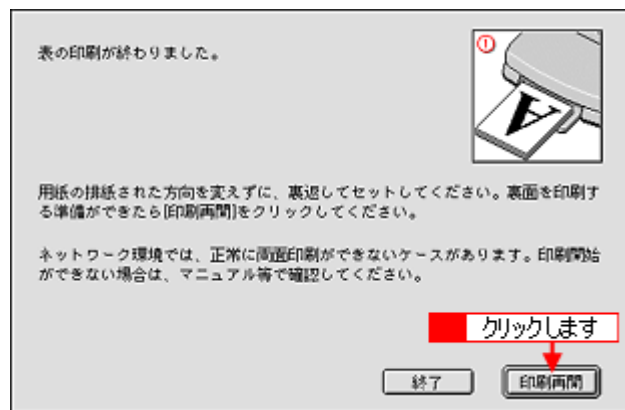 表の印刷が終わりました。
①
A
用紙の排紙された方向を変えずに、裏返してセットしてください。裏面を印刷す
る準備ができたら[印刷再開]をクリックしてください。
ネットワーク環境では、正常に両面印刷ができないケースがあります。印刷開始
ができない場合は、マニュアル等で確認してください。
クリックします
終了
印刷再開